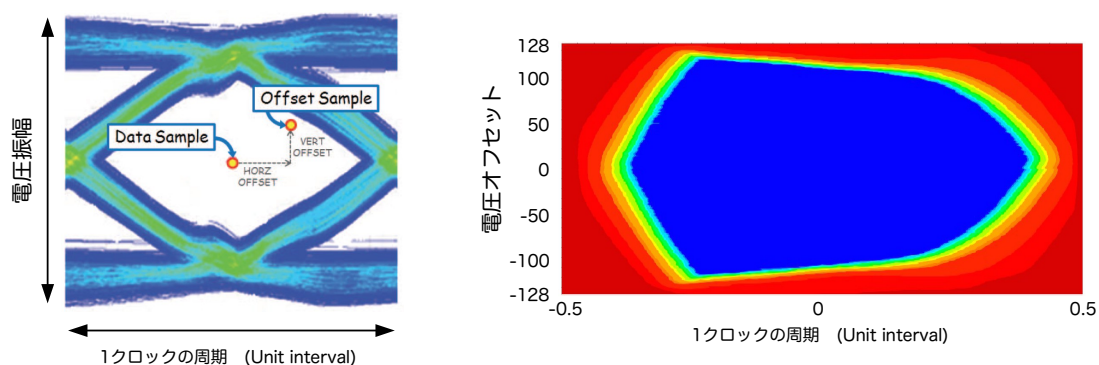 電圧振幅
Offset Sample
Data Sample
VERT
OFFSET
HORZ
OFFSET
1クロックの周期 (Unit interval)
電圧オフセット
128
100
50
0
-50
-100
-128
-0.5
0
0.5
1クロックの周期 (Unit interval)